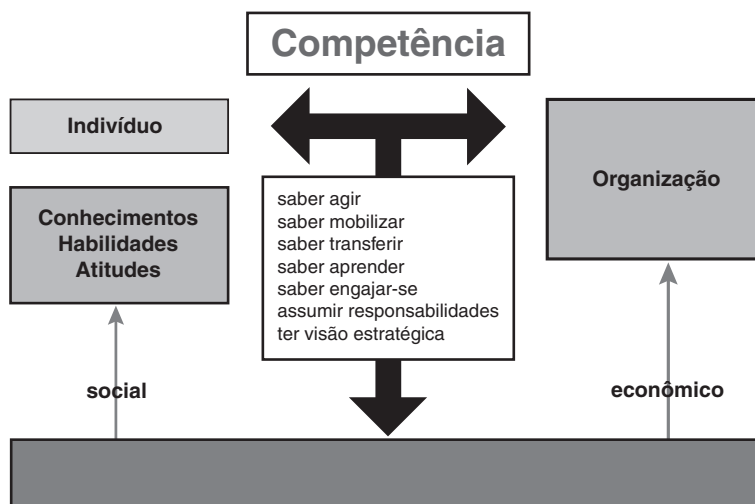 Competência
Indivíduo
Conhecimentos
Habilidades
Atitudes
saber agir
saber mobilizar
saber transferir
saber aprender
saber engajar-se
assumir responsabilidades
ter visão estratégica
Organização
social
econômico